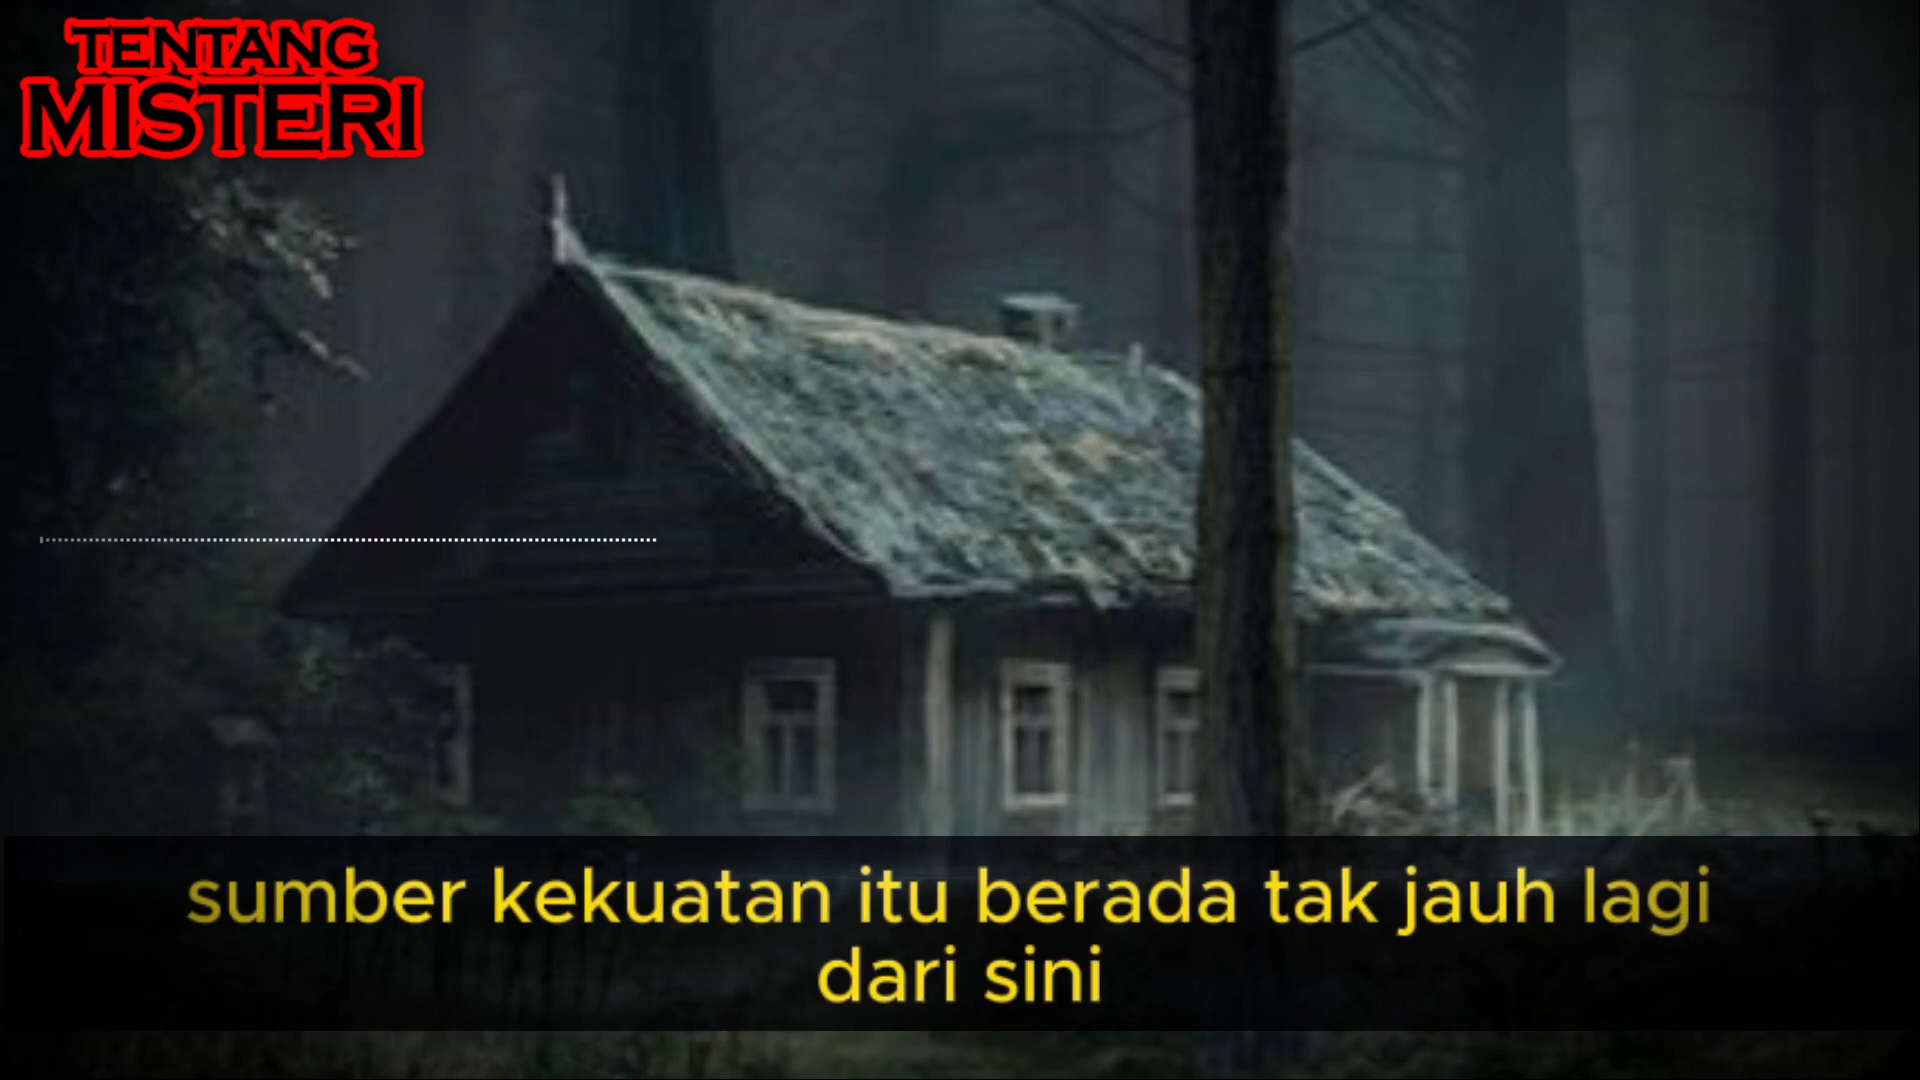 TENTANG
MISTERI
sumber kekuatan itu berada tak jauh lagi
dari sini